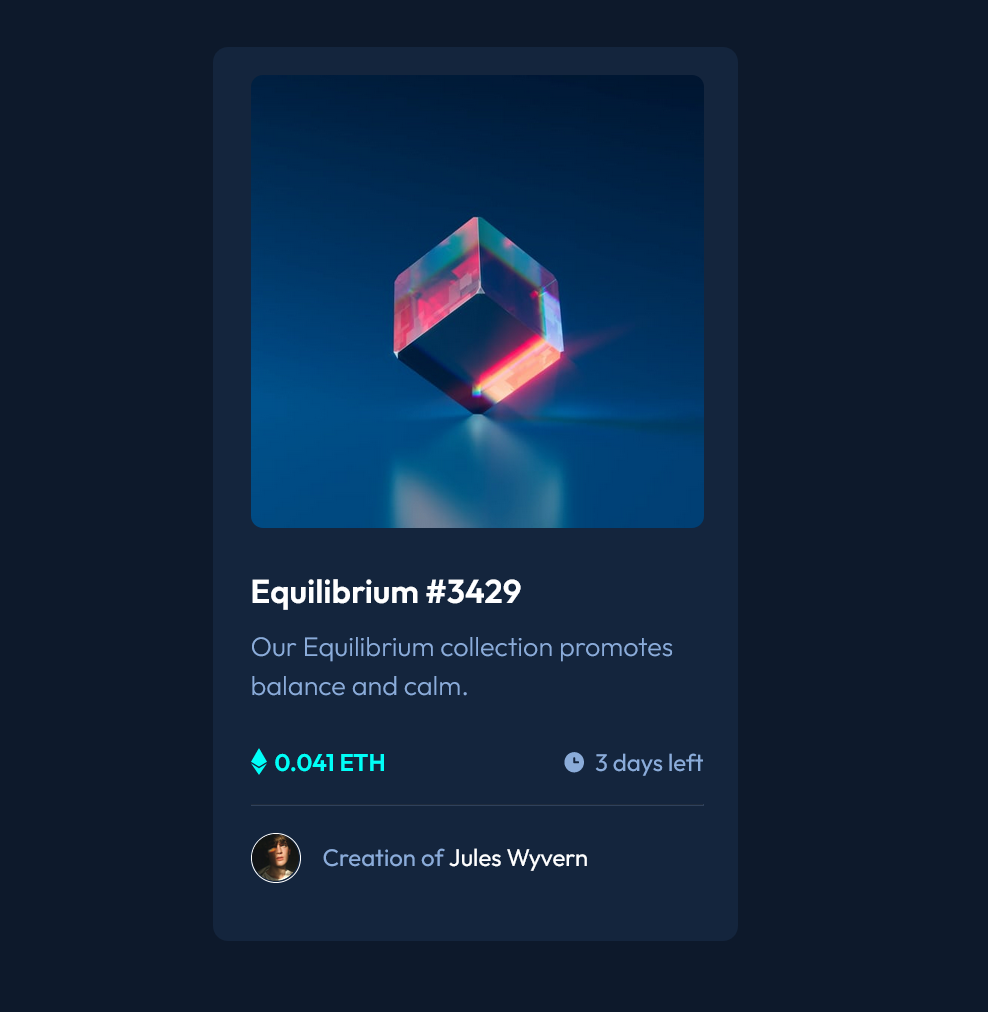 Equilibrium #3429
Our Equilibrium collection promotes
balance and calm.
0.041 ETH
3 days left
Creation of Jules Wyvern